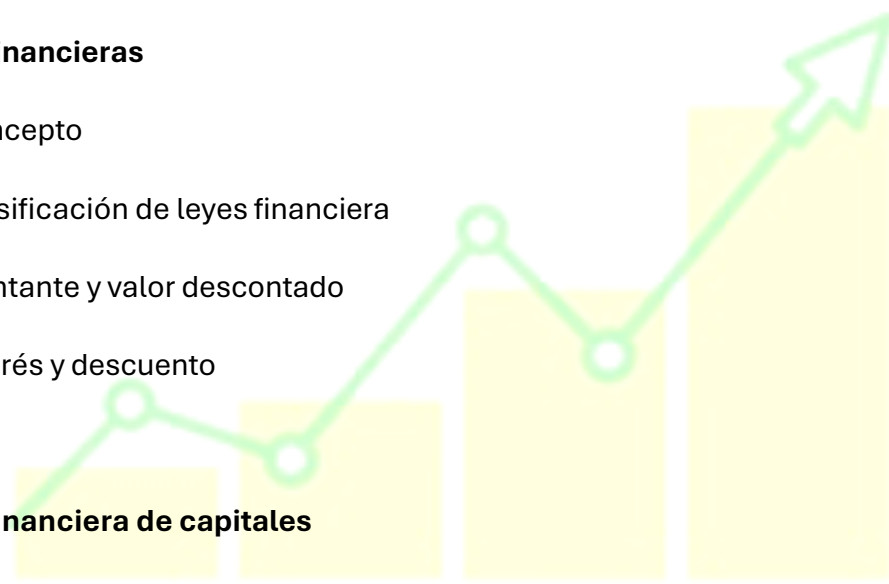 nancieras
ncepto
sificación de leyes financiera
ntante y valor descontado
rés y descuento
nanciera de capitales